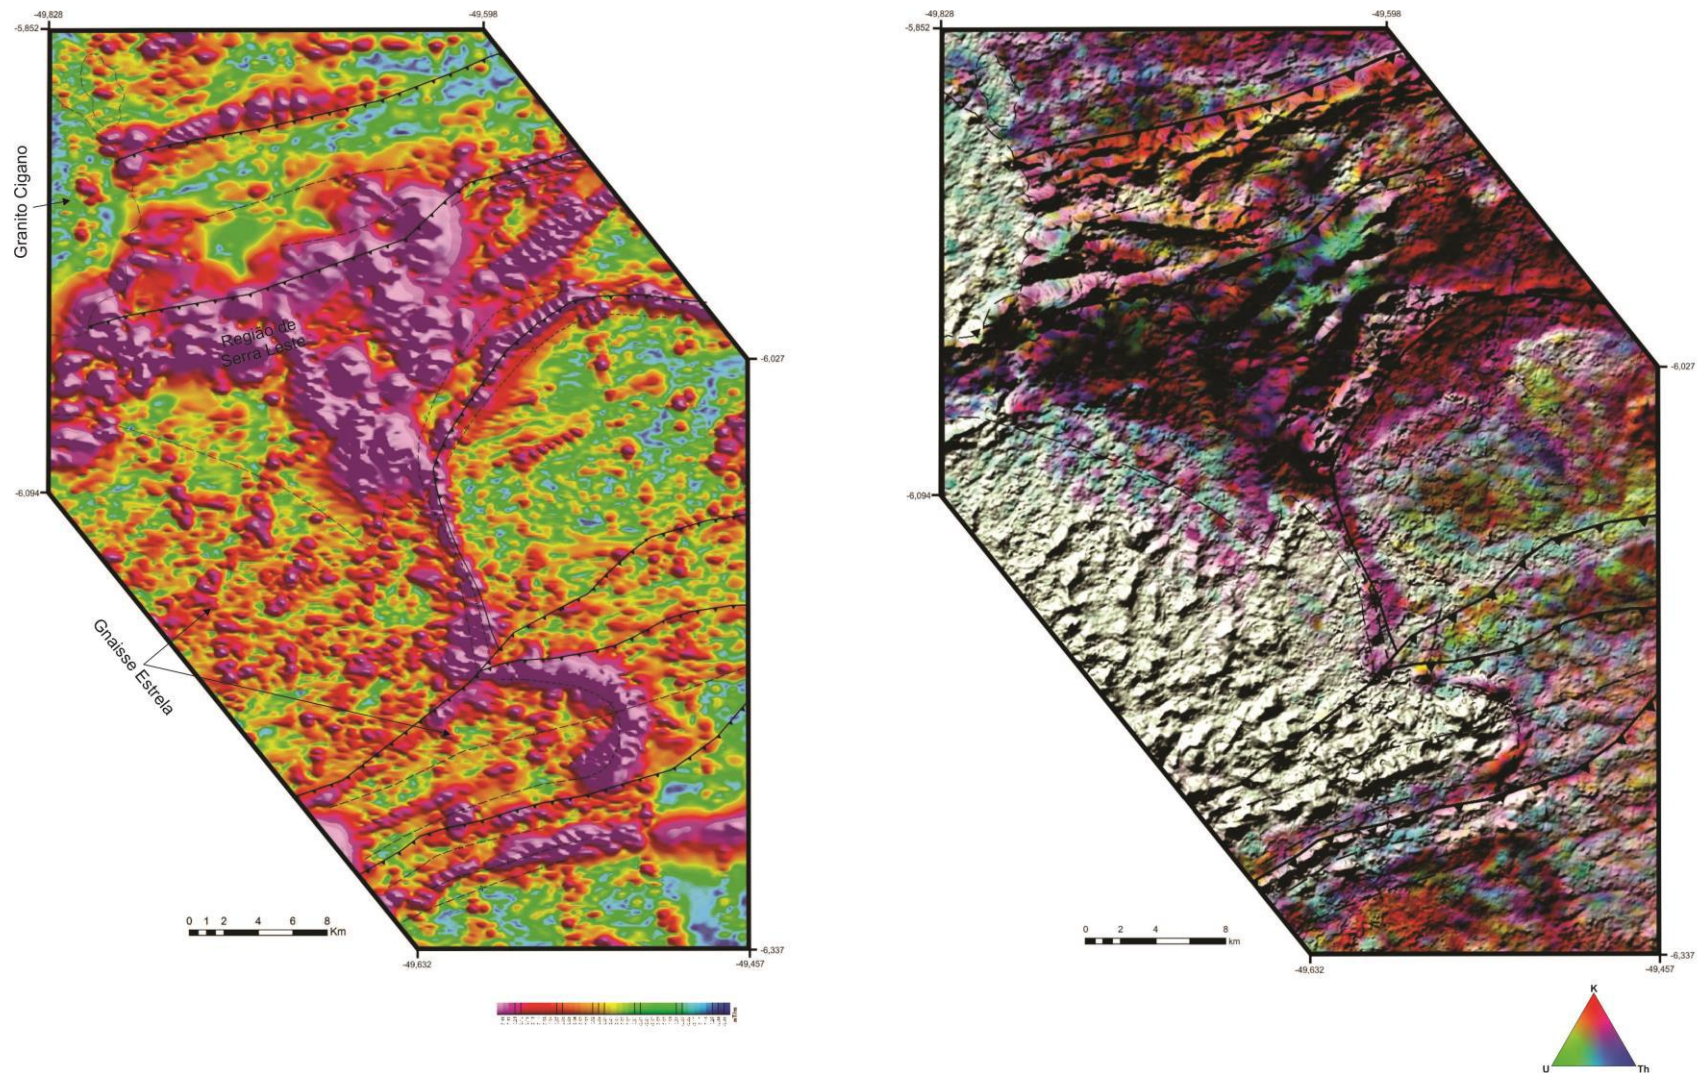 -49,828
-49,598
-5,852
Granito Cigano
Região de
Serra Leste
-6,027
-6,094
Gnaisse Estrela
0 1 2 4 6 8
Km
-6,337
-49,632
-49,457
nT/m
-49,828
-49,598
-5,852
-6,027
-6,094
0 2 4 8
km
-6,337
-49,632
-49,457
K
U
Th